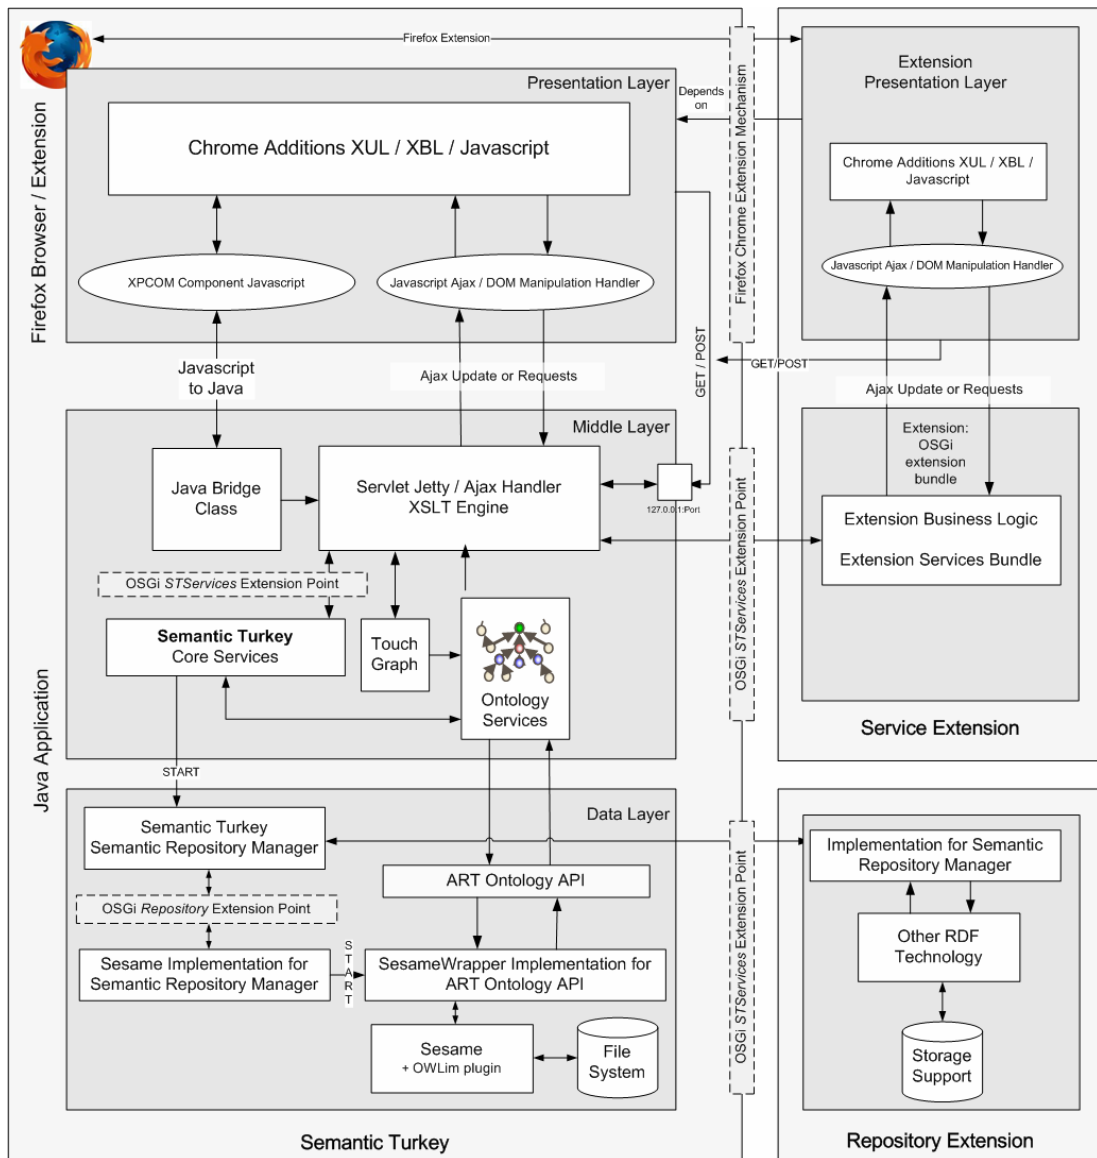 Firefox Extension
Firefox Browser / Extension
Presentation Layer
Chrome Additions XUL / XBL / Javascript
XPCOM Component Javascript
Javascript Ajax / DOM Manipulation Handler
Depends
on
Firefox Chrome Extension Mechanism
Extension
Presentation Layer
Chrome Additions XUL / XBL /
Javascript
Javascript Ajax / DOM Manipulation Handler
Javascript
to Java
Ajax Update or Requests
GET / POST
GET/POST
Ajax Update or Requests
Java Application
Middle Layer
Java Bridge
Class
Servlet Jetty / Ajax Handler
XSLT Engine
127.0.0.1:Port
OSGi STServices Extension Point
Extension:
OSGi
extension
bundle
Extension Business Logic
Extension Services Bundle
Service Extension
OSGi STServices Extension Point
Semantic Turkey
Core Services
Touch
Graph
Ontology
Services
START
Data Layer
Semantic Turkey
Semantic Repository Manager
OSGi Repository Extension Point
Sesame Implementation for
Semantic Repository Manager
START
ART Ontology API
SesameWrapper Implementation for
ART Ontology API
Sesame
+ OWLim plugin
File
System
OSGi STServices Extension Point
Implementation for Semantic
Repository Manager
Other RDF
Technology
Storage
Support
Semantic Turkey
Repository Extension